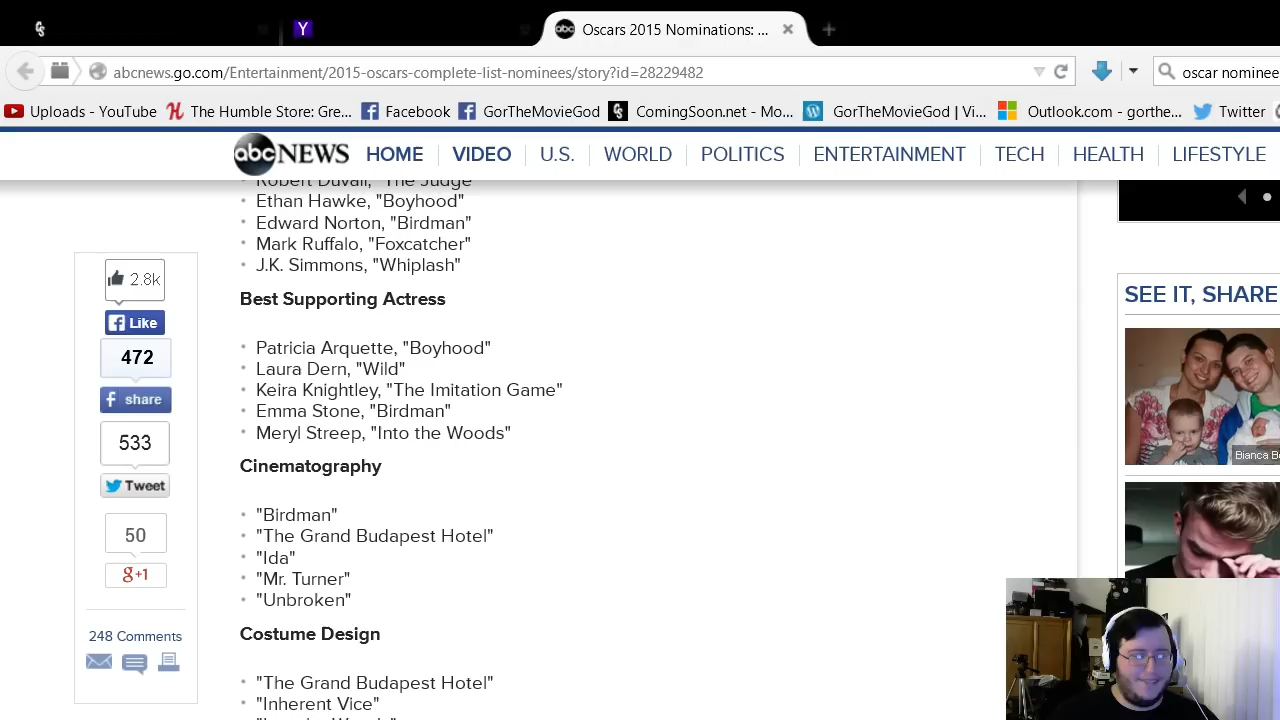 Y
abc
Oscars 2015 Nominations: ...
abcnews.go.com/Entertainment/2015-oscars-complete-list-nominees/story?id=28229482
oscar nominee
Uploads - YouTube
The Humble Store: Gre...
Facebook
GorTheMovieGod
ComingSoon.net - Mo...
GorTheMovieGod | Vi...
Outlook.com - gorthe...
Twitter
abc NEWS
HOME
VIDEO
U.S.
WORLD
POLITICS
ENTERTAINMENT
TECH
HEALTH
LIFESTYLE
Robert Duvall, "The Judge"
Ethan Hawke, "Boyhood"
Edward Norton, "Birdman"
Mark Ruffalo, "Foxcatcher"
J.K. Simmons, "Whiplash"
Best Supporting Actress
Patricia Arquette, "Boyhood"
Laura Dern, "Wild"
Keira Knightley, "The Imitation Game"
Emma Stone, "Birdman"
Meryl Streep, "Into the Woods"
Cinematography
"Birdman"
"The Grand Budapest Hotel"
"Ida"
"Mr. Turner"
"Unbroken"
Costume Design
"The Grand Budapest Hotel"
"Inherent Vice"
2.8k
Like
472
share
533
Tweet
50
g+1
248 Comments
SEE IT, SHARE
Bianca B